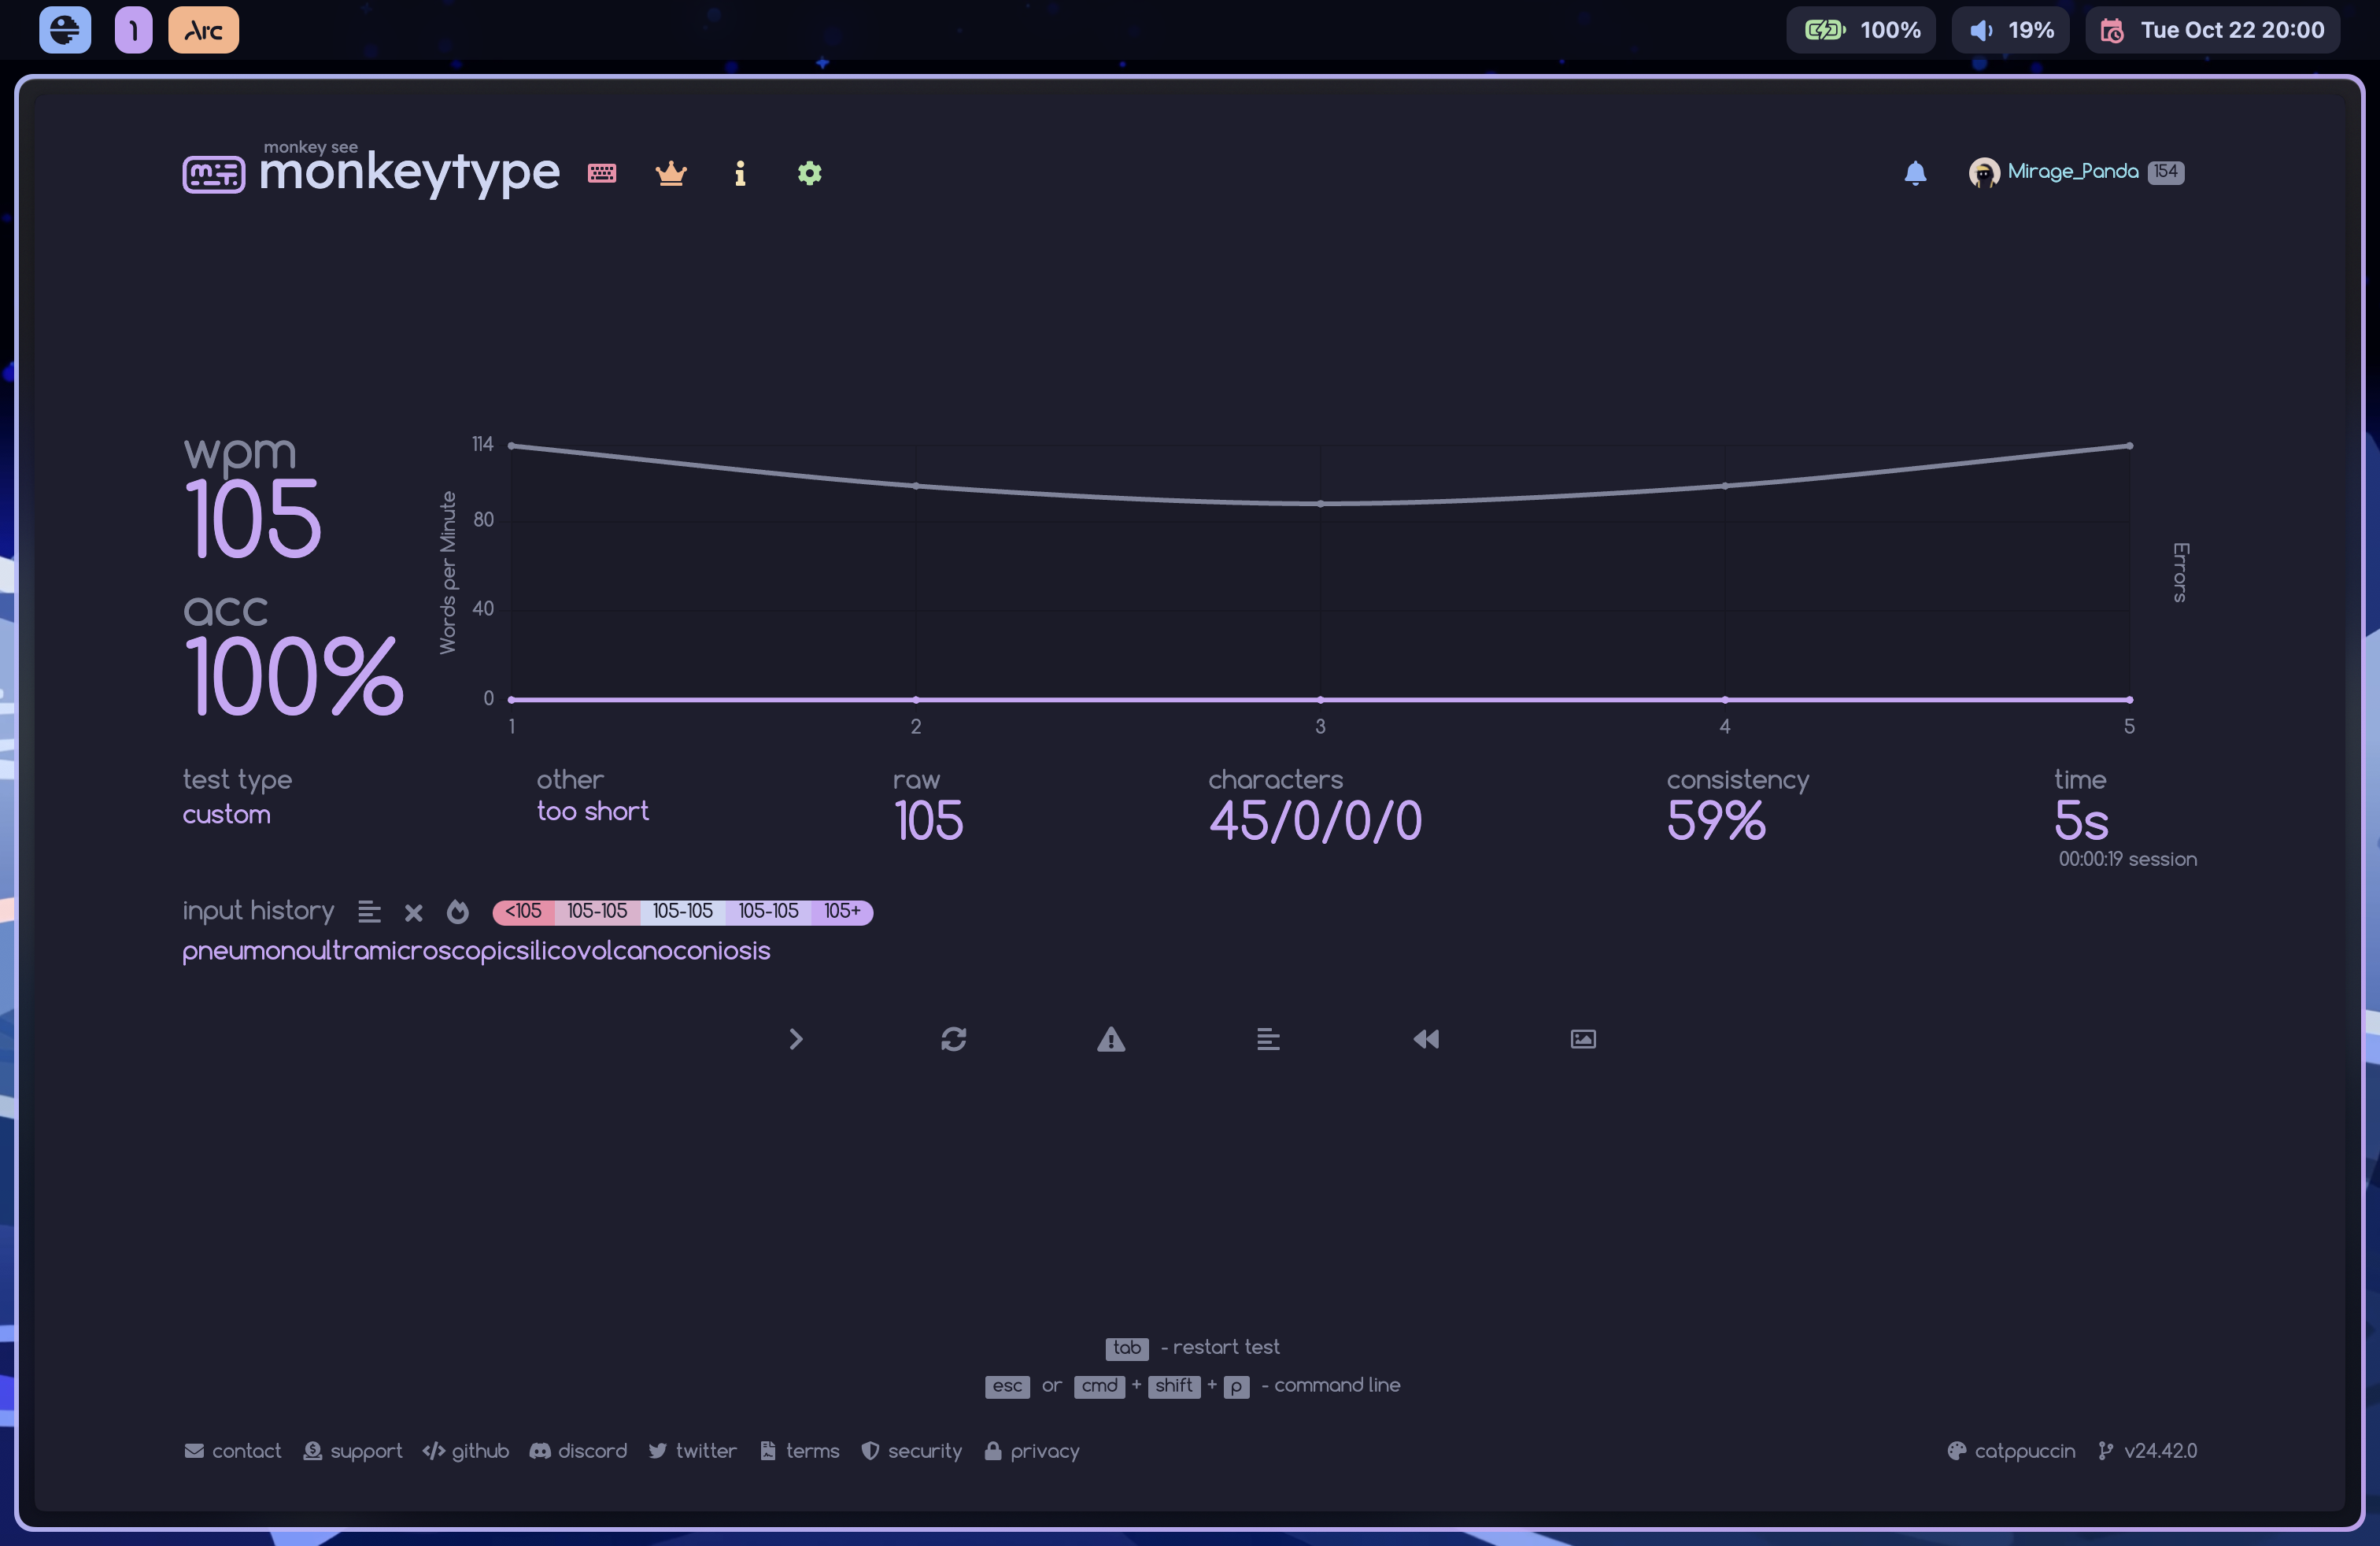 1 Arc 100% 19% Tue Oct 22 20:00
monkey see
monkeytype
Mirage_Panda 154
wpm
105
acc
100%
Words per Minute
114
80
40
0
1 2 3 4 5
Errors
test type
custom
other
too short
raw
105
characters
45/0/0/0
consistency
59%
time
5s
00:00:19 session
input history <105 105-105 105-105 105-105 105+
pneumonoultramicroscopicsilicovolcanoconiosis
tab - restart test
esc or cmd + shift + p - command line
contact support github discord twitter terms security privacy catppuccin v24.42.0